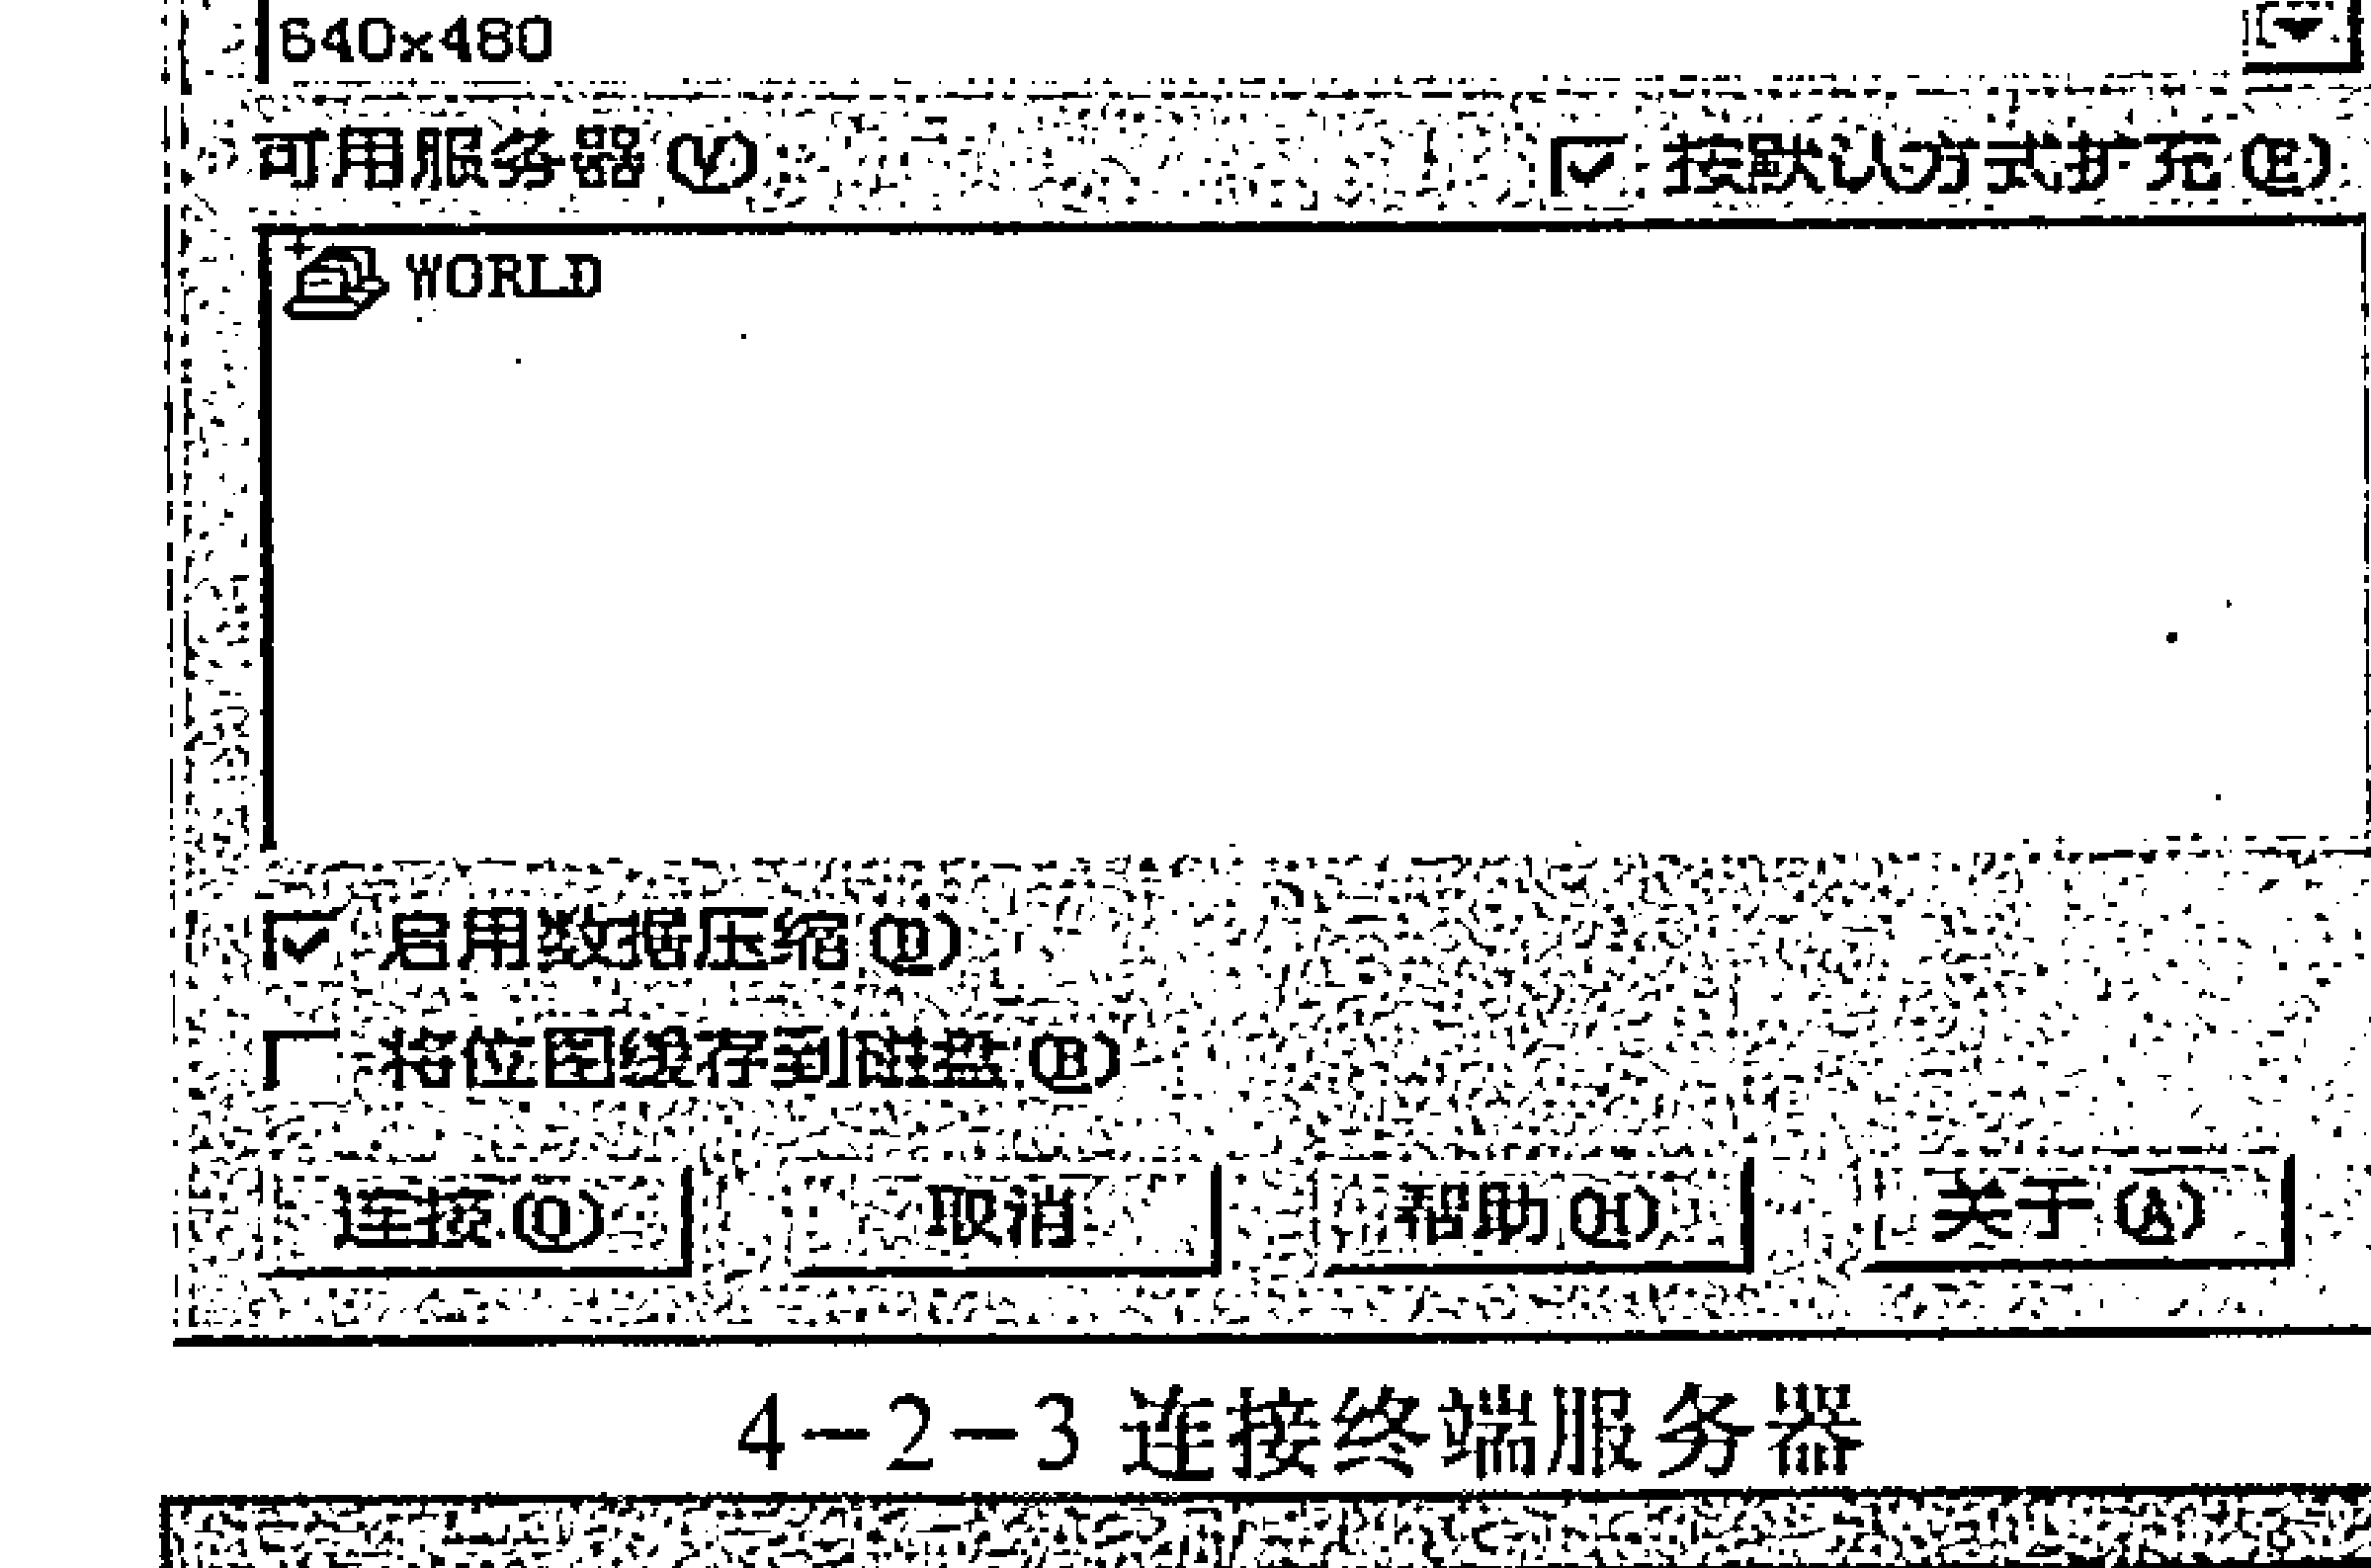 640x480
可用服务器(V): 按默认方式扩充(E)
WORLD
启用数据压缩(D)
将位图缓存到磁盘(B)
连接(O) 取消 帮助(H) 关于(A)
4-2-3 连接终端服务器